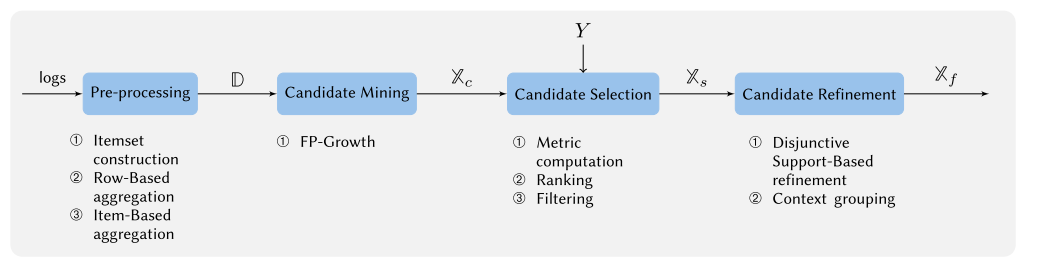 Y
logs
Pre-processing
𝔻
Candidate Mining
𝕏c
Candidate Selection
𝕏s
Candidate Refinement
𝕏f
① Itemset
construction
② Row-Based
aggregation
③ Item-Based
aggregation
① FP-Growth
① Metric
computation
② Ranking
③ Filtering
① Disjunctive
Support-Based
refinement
② Context grouping